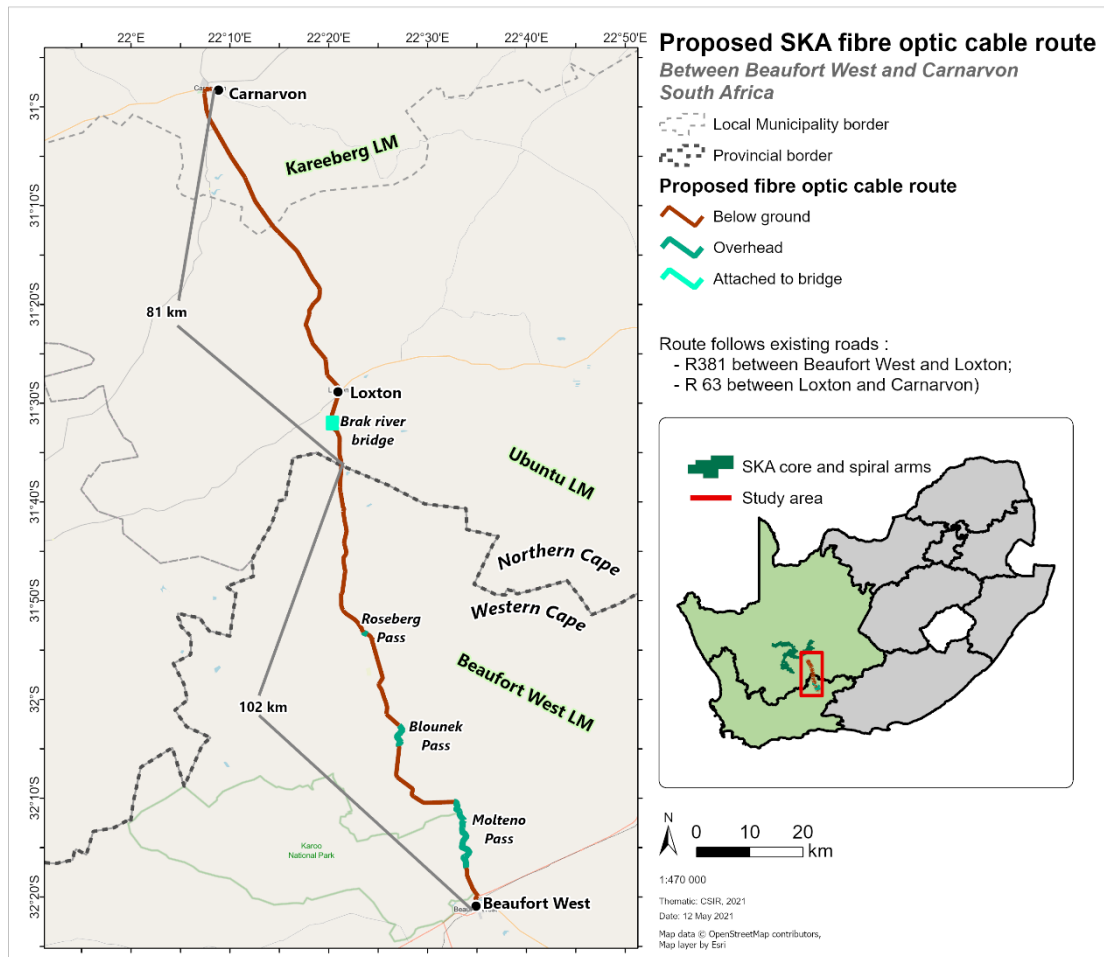 22°E
22°10'E
22°20'E
22°30'E
22°40'E
22°50'E
31°S
31°10'S
31°20'S
31°30'S
31°40'S
31°50'S
32°S
32°10'S
32°20'S
Carnarvon
Kareeberg LM
81 km
Loxton
Brak river
bridge
Ubuntu LM
Northern Cape
Western Cape
Roseberg
Pass
Beaufort West LM
102 km
Blounek
Pass
Molteno
Pass
Karoo
National Park
Beaufort West
Proposed SKA fibre optic cable route
Between Beaufort West and Carnarvon
South Africa
Local Municipality border
Provincial border
Proposed fibre optic cable route
Below ground
Overhead
Attached to bridge
Route follows existing roads :
- R381 between Beaufort West and Loxton;
- R 63 between Loxton and Carnarvon)
SKA core and spiral arms
Study area
N
0 10 20
km
1:470 000
Thematic: CSIR, 2021
Date: 12 May 2021
Map data © OpenStreetMap contributors,
Map layer by Esri